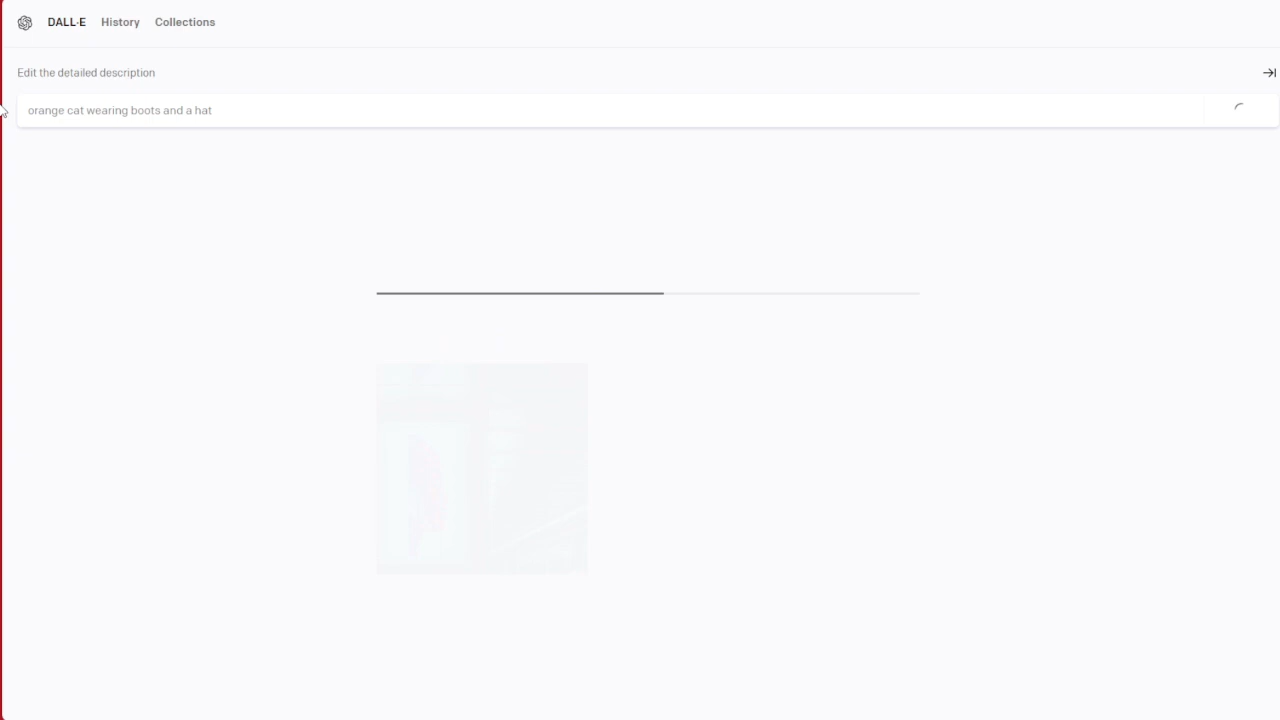 DALL·E History Collections
Edit the detailed description
orange cat wearing boots and a hat